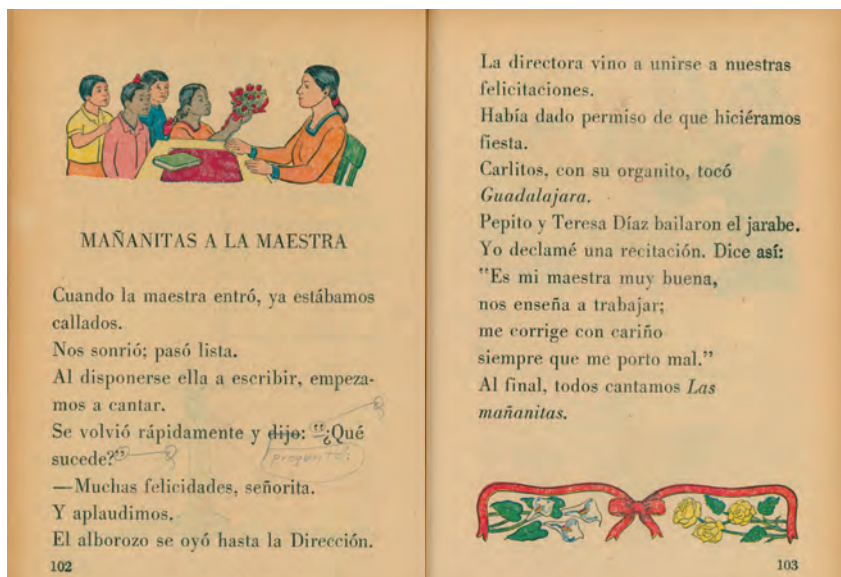 MAÑANITAS A LA MAESTRA
Cuando la maestra entró, ya estábamos
callados.
Nos sonrió; pasó lista.
Al disponerse ella a escribir, empeza-
mos a cantar.
Se volvió rápidamente y dijo: "¿Qué
sucede?"
preguntó:
—Muchas felicidades, señorita.
Y aplaudimos.
El alborozo se oyó hasta la Dirección.
102
La directora vino a unirse a nuestras
felicitaciones.
Había dado permiso de que hiciéramos
fiesta.
Carlitos, con su organito, tocó
Guadalajara.
Pepito y Teresa Díaz bailaron el jarabe.
Yo declamé una recitación. Dice así:
"Es mi maestra muy buena,
nos enseña a trabajar;
me corrige con cariño
siempre que me porto mal."
Al final, todos cantamos Las
mañanitas.
103